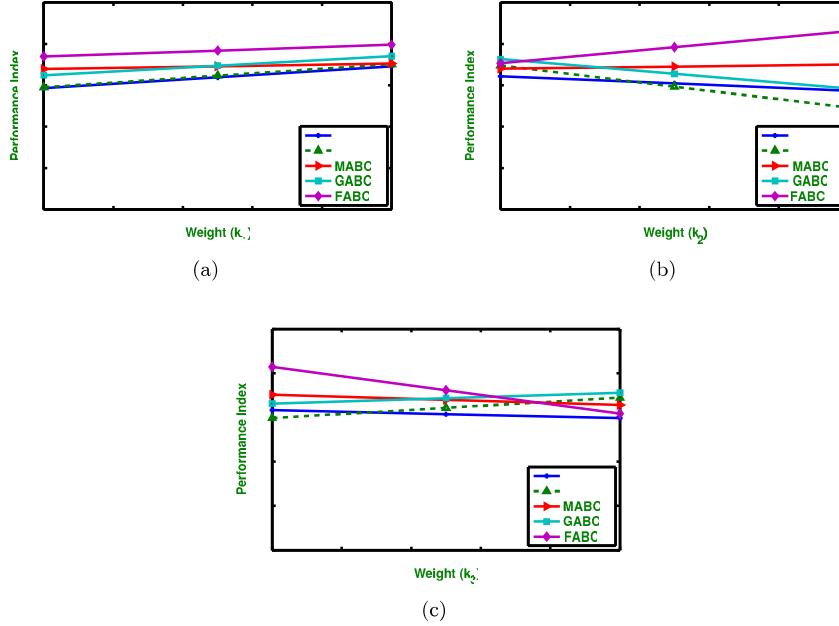 Performance Index
MABC
GABC
FABC
Weight (k
(a)
Performance Index
MABC
GABC
FABC
Weight (k2)
(b)
Performance Index
MABC
GABC
FABC
Weight (k3)
(c)